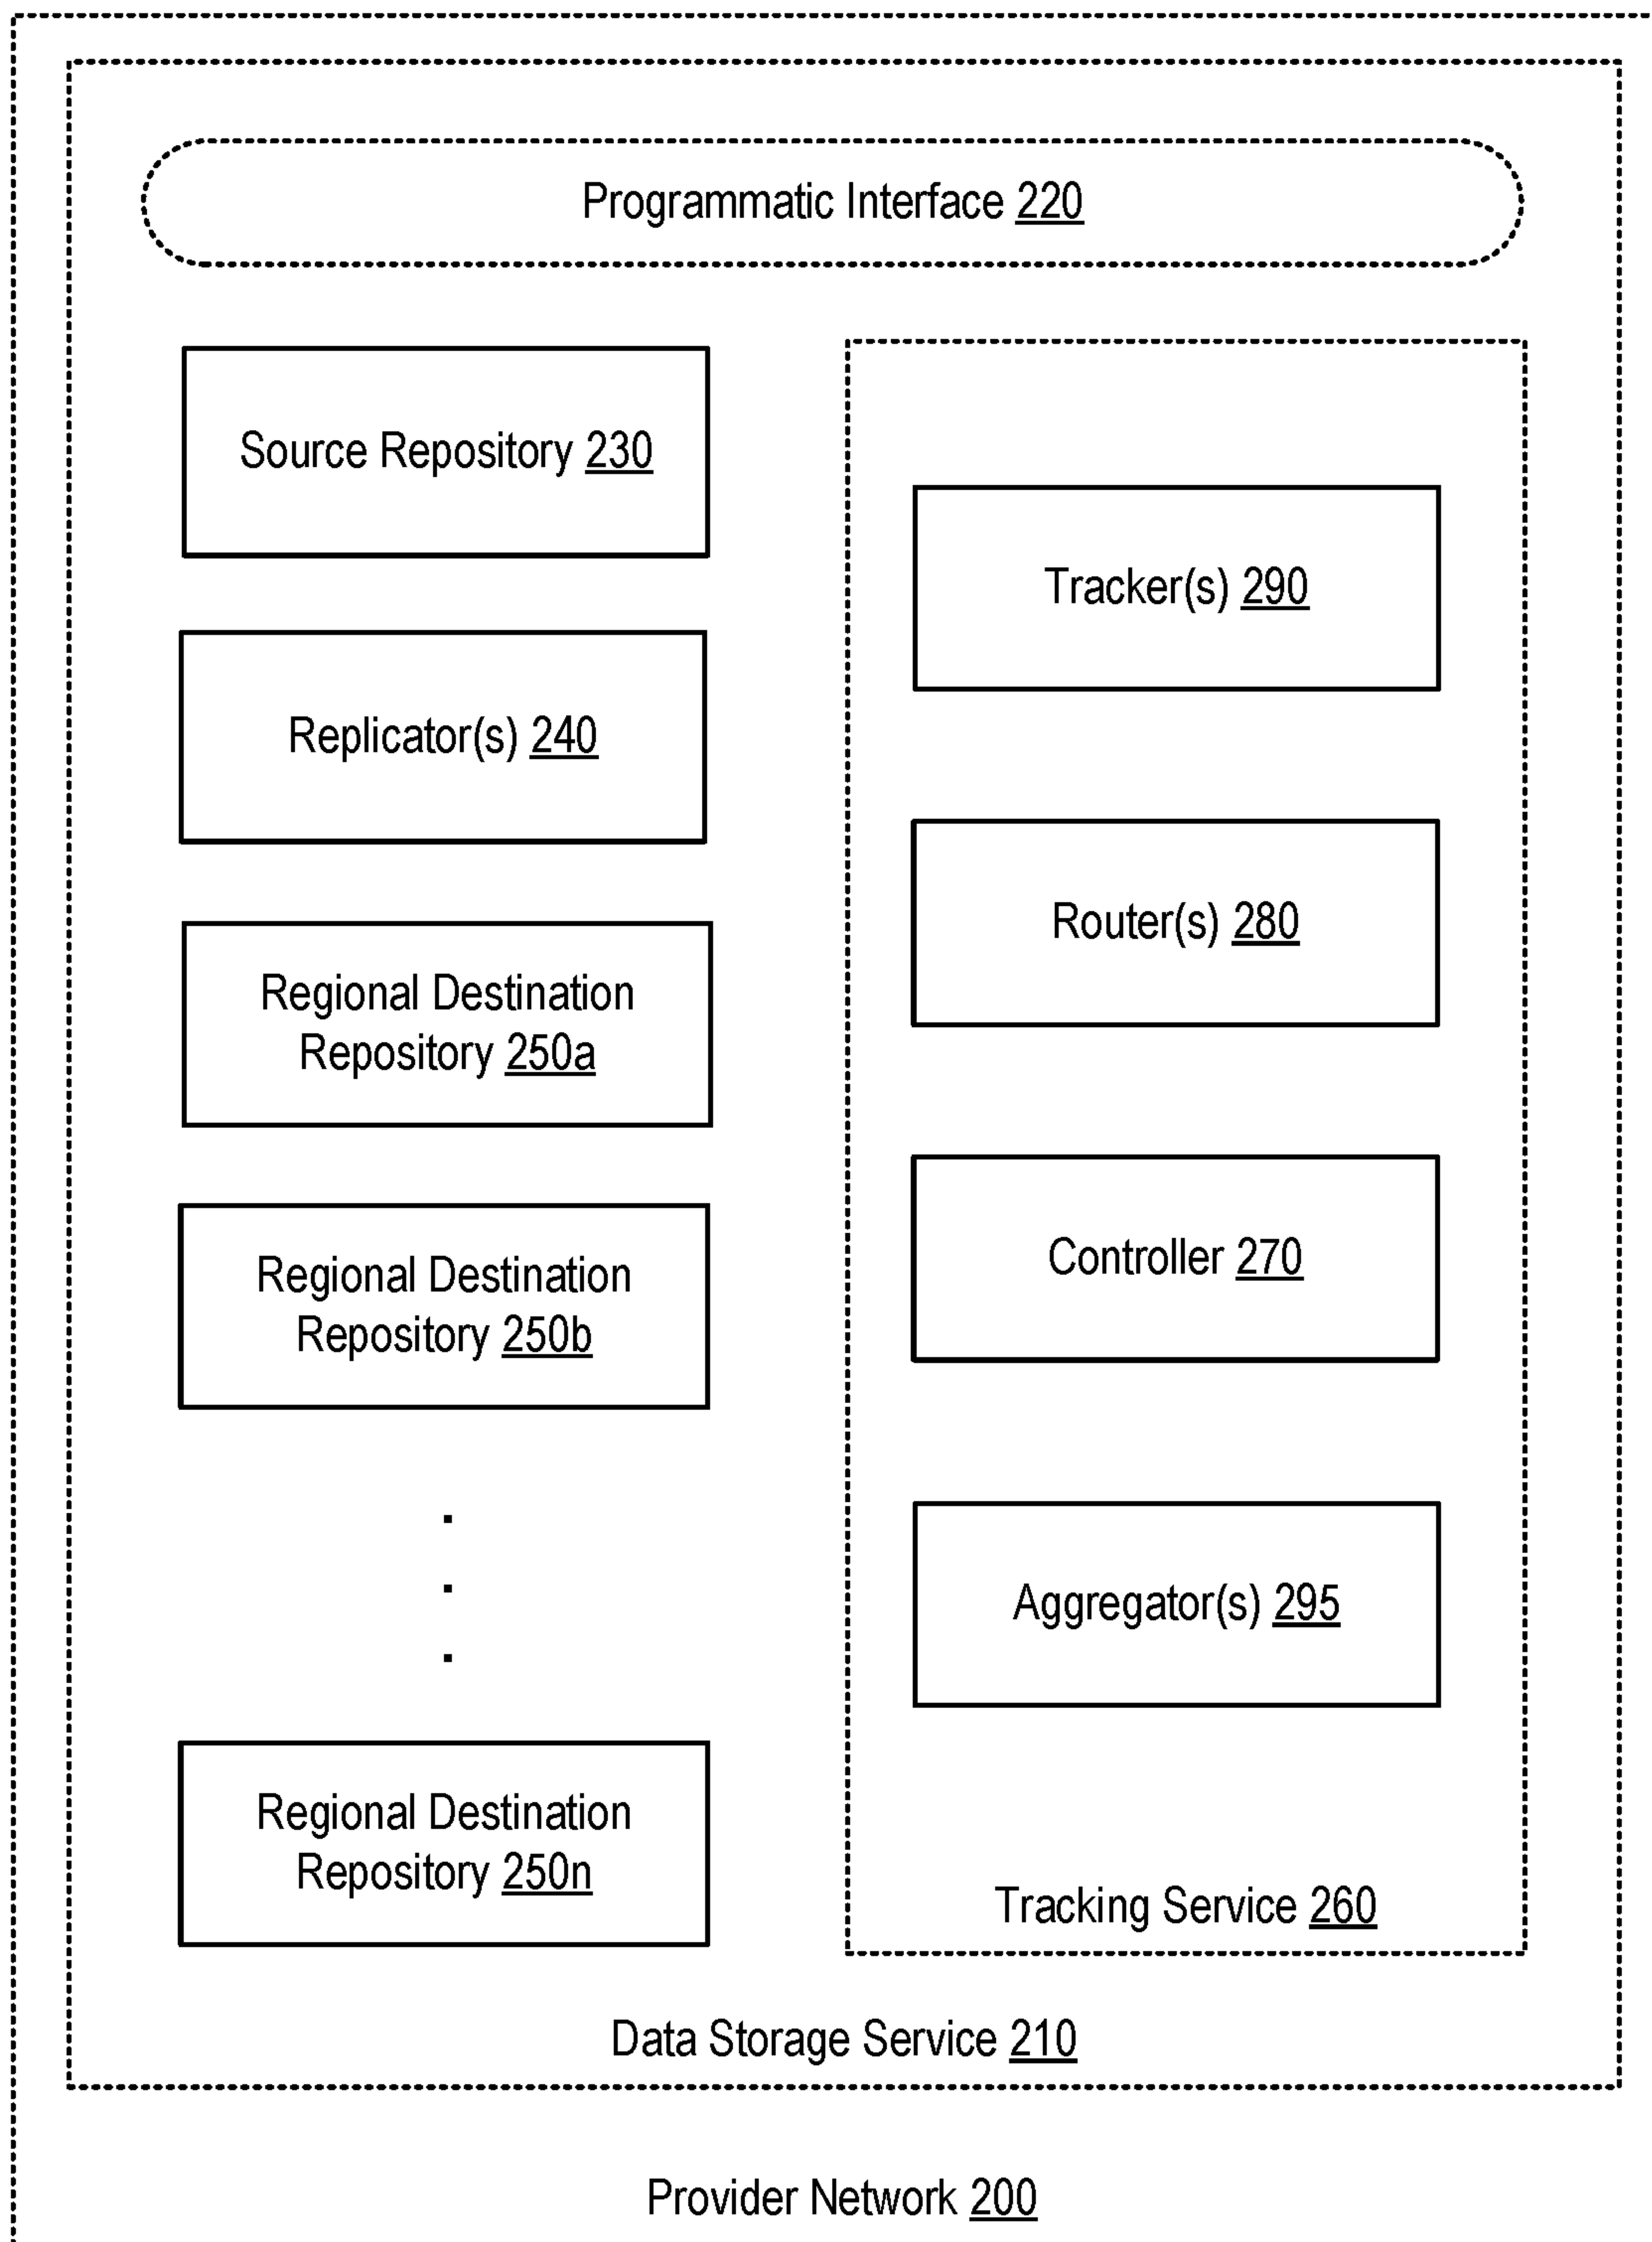 Programmatic Interface 220
Source Repository 230
Replicator(s) 240
Regional Destination
Repository 250a
Regional Destination
Repository 250b
.
.
.
Regional Destination
Repository 250n
Tracker(s) 290
Router(s) 280
Controller 270
Aggregator(s) 295
Tracking Service 260
Data Storage Service 210
Provider Network 200